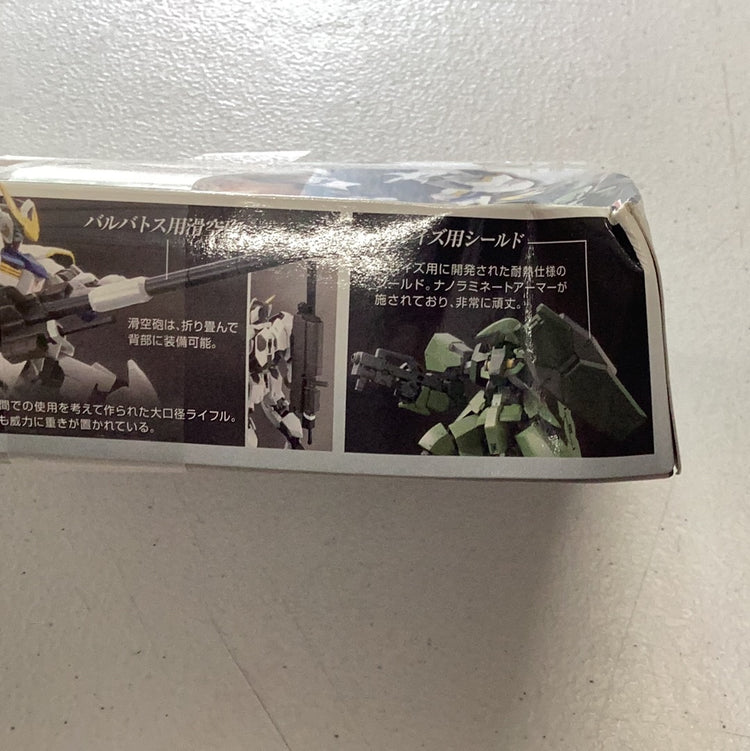 バルバトス用滑空
滑空砲は、折り畳んで
背部に装備可能。
間での使用を考えて作られた大口径ライフル。
も威力に重きが置かれている。
イズ用シールド
イズ用に開発された耐熱仕様の
シールド。ナノラミネートアーマーが
施されており、非常に頑丈。